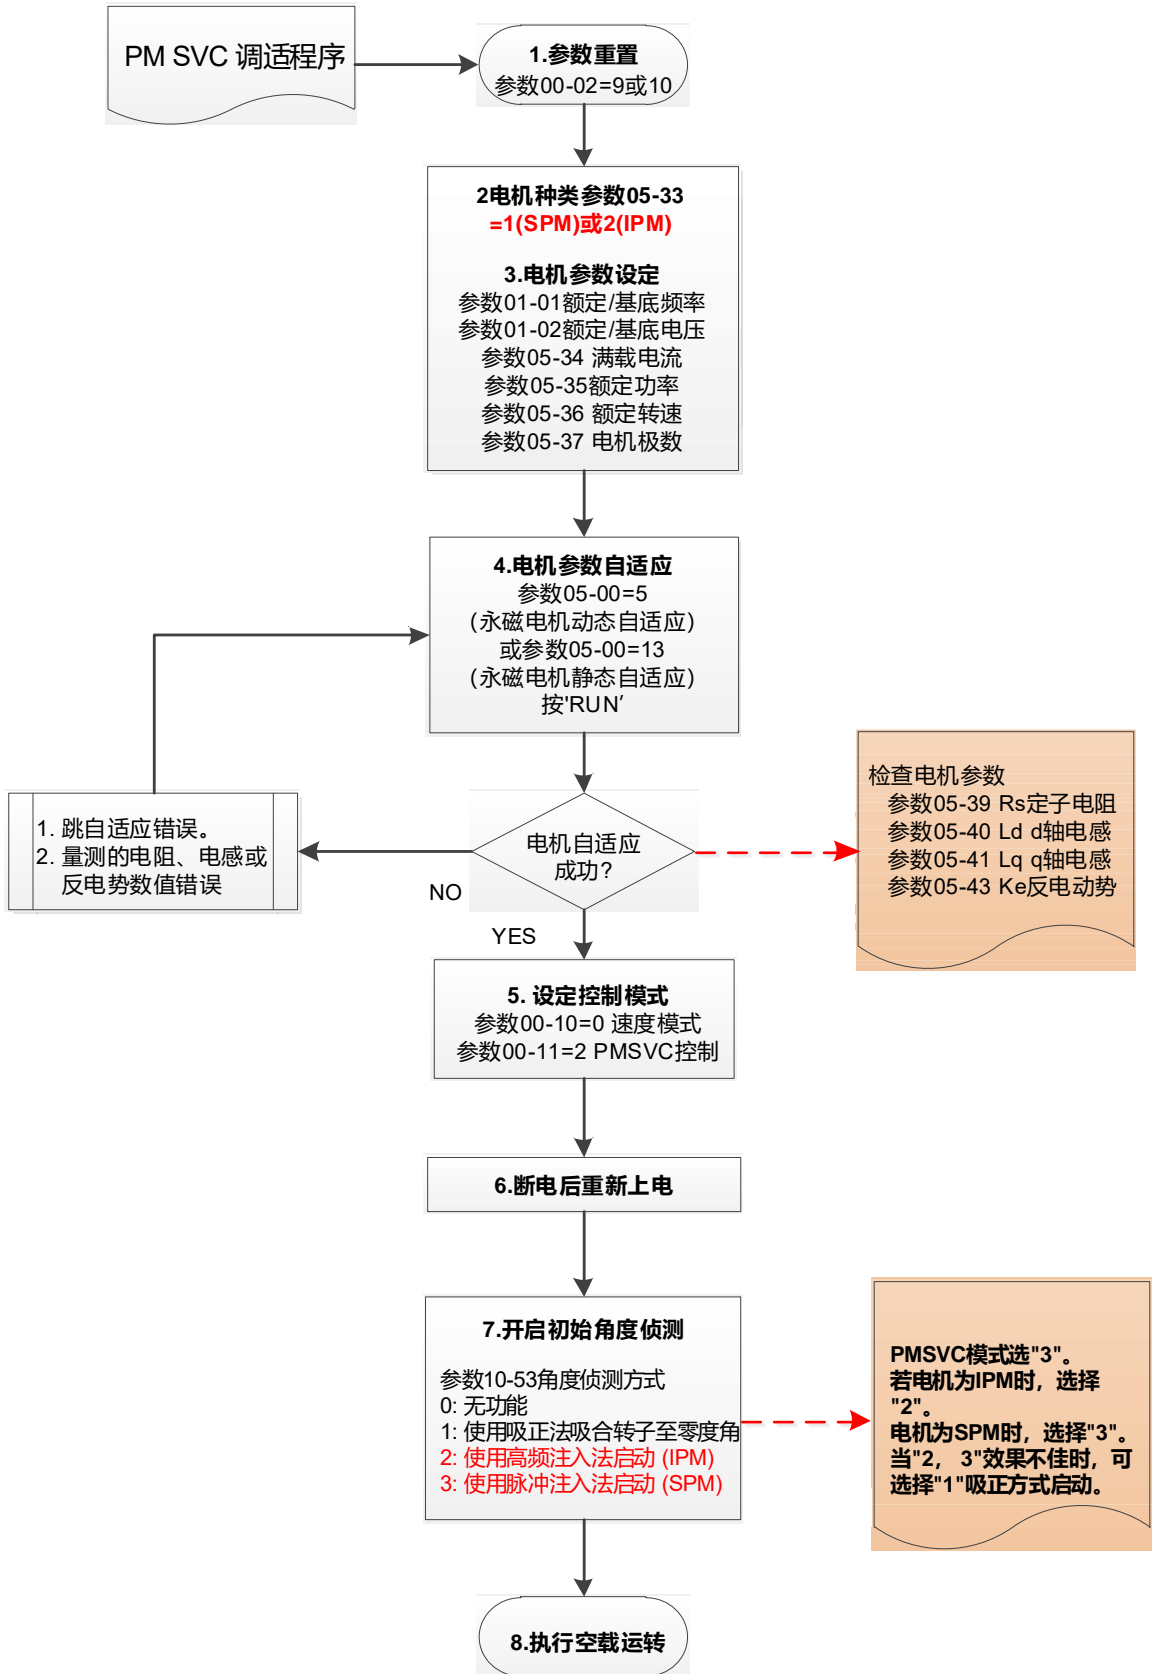 PM SVC 调适程序
1.参数重置
参数00-02=9或10
2电机种类参数05-33
=1(SPM)或2(IPM)
3.电机参数设定
参数01-01额定/基底频率
参数01-02额定/基底电压
参数05-34 满载电流
参数05-35额定功率
参数05-36 额定转速
参数05-37 电机极数
4.电机参数自适应
参数05-00=5
(永磁电机动态自适应)
或参数05-00=13
(永磁电机静态自适应)
按'RUN’
1. 跳自适应错误。
2. 量测的电阻、电感或
反电势数值错误
电机自适应
成功?
NO
YES
检查电机参数
参数05-39 Rs定子电阻
参数05-40 Ld d轴电感
参数05-41 Lq q轴电感
参数05-43 Ke反电动势
5. 设定控制模式
参数00-10=0 速度模式
参数00-11=2 PMSVC控制
6.断电后重新上电
7.开启初始角度侦测
参数10-53角度侦测方式
0: 无功能
1: 使用吸正法吸合转子至零度角
2: 使用高频注入法启动 (IPM)
3: 使用脉冲注入法启动 (SPM)
PMSVC模式选"3"。
若电机为IPM时，选择
"2"。
电机为SPM时，选择"3"。
当"2，3"效果不佳时，可
选择"1"吸正方式启动。
8.执行空载运转